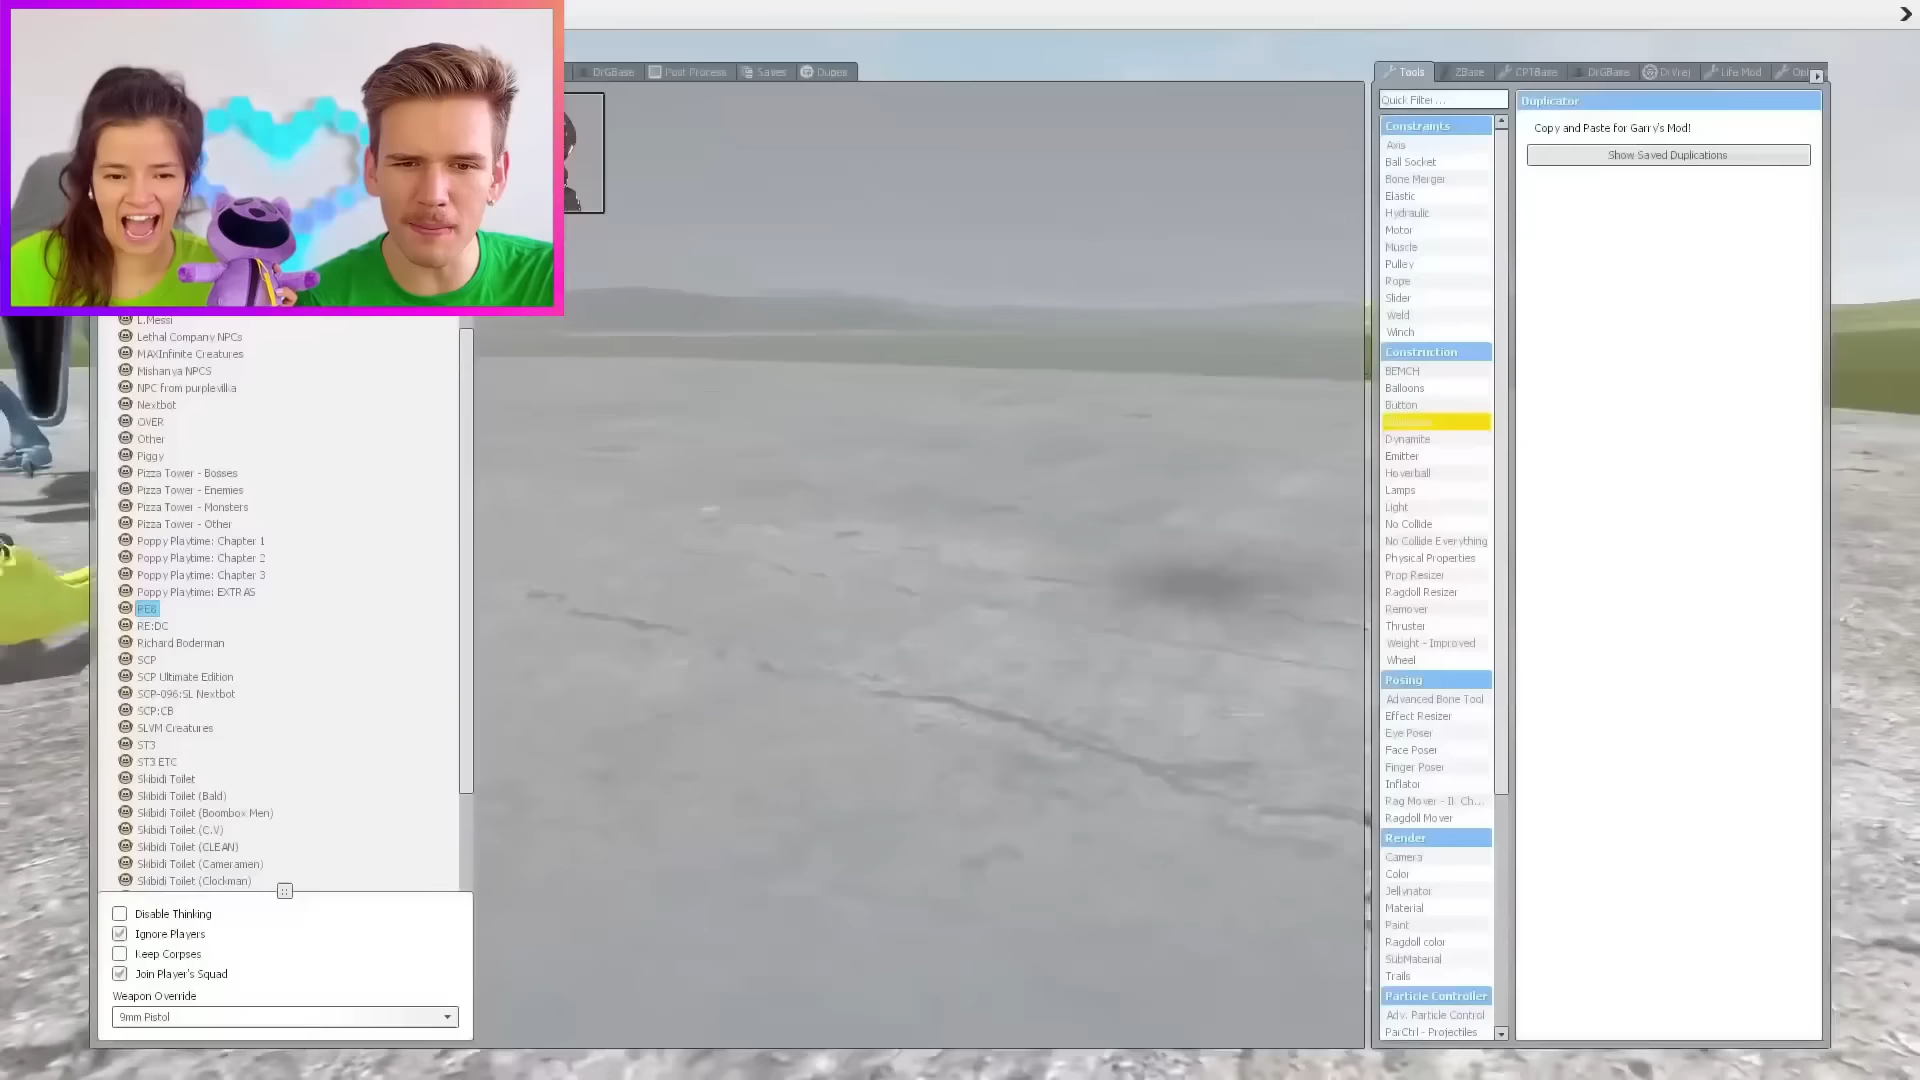 DrGBase
Post Process
Saves
Dupes
L.Messi
Lethal Company NPCs
MAXInfinite Creatures
Mishanya NPCS
NPC from purplevilla
Nextbot
OVER
Other
Piggy
Pizza Tower - Bosses
Pizza Tower - Enemies
Pizza Tower - Monsters
Pizza Tower - Other
Poppy Playtime: Chapter 1
Poppy Playtime: Chapter 2
Poppy Playtime: Chapter 3
Poppy Playtime: EXTRAS
RE:DC
Richard Boderman
SCP
SCP Ultimate Edition
SCP-096:SL Nextbot
SCP:CB
SLVM Creatures
ST3
ST3 ETC
Skibidi Toilet
Skibidi Toilet (Bald)
Skibidi Toilet (Boombox Men)
Skibidi Toilet (C.V)
Skibidi Toilet (CLEAN)
Skibidi Toilet (Cameramen)
Skibidi Toilet (Clockman)
Disable Thinking
Ignore Players
Keep Corpses
Join Player's Squad
Weapon Override
9mm Pistol
Tools
ZBase
CPTBase
DrGBase
DrVrej
Life Mod
Quick Filter ...
Constraints
Axis
Ball Socket
Bone Merger
Elastic
Hydraulic
Motor
Muscle
Pulley
Rope
Slider
Weld
Winch
Construction
BEMCH
Balloons
Button
Dynamite
Emitter
Hoverball
Lamps
Light
No Collide
No Collide Everything
Physical Properties
Prop Resizer
Ragdoll Resizer
Remover
Thruster
Weight - Improved
Wheel
Posing
Advanced Bone Tool
Effect Resizer
Eye Poser
Face Poser
Finger Poser
Inflator
Rag Mover - II. Ch...
Ragdoll Mover
Render
Camera
Color
Jellynator
Material
Paint
Ragdoll color
SubMaterial
Trails
Particle Controller
Adv. Particle Control
ParCtrl - Projectiles
Duplicator
Copy and Paste for Garry's Mod!
Show Saved Duplications